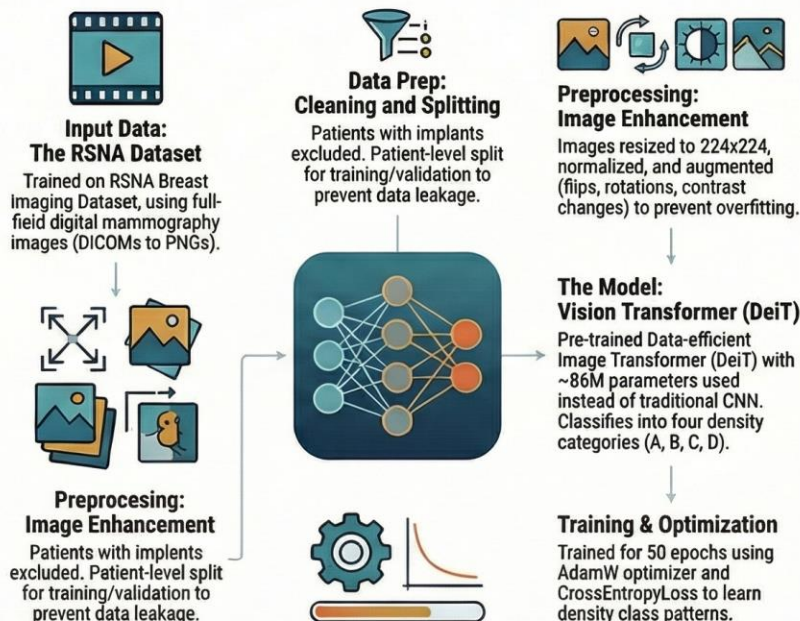 Input Data:
The RSNA Dataset
Trained on RSNA Breast
Imaging Dataset, using full-
field digital mammography
images (DICOMs to PNGs).
Preprocesing:
Image Enhancement
Patients with implents
excluded. Patient-level split
for training/validation to
prevent data leakage.
Data Prep:
Cleaning and Splitting
Patients with implants
excluded. Patient-level split
for training/validation to
prevent data leakage.
Preprocessing:
Image Enhancement
Images resized to 224x224,
normalized, and augmented
(flips, rotations, contrast
changes) to prevent overfitting.
The Model:
Vision Transformer (DeiT)
Pre-trained Data-efficient
Image Transformer (DeiT) with
~86M parameters used
instead of traditional CNN.
Classifies into four density
categories (A, B, C, D).
Training & Optimization
Trained for 50 epochs using
AdamW optimizer and
CrossEntropyLoss to learn
density class patterns.